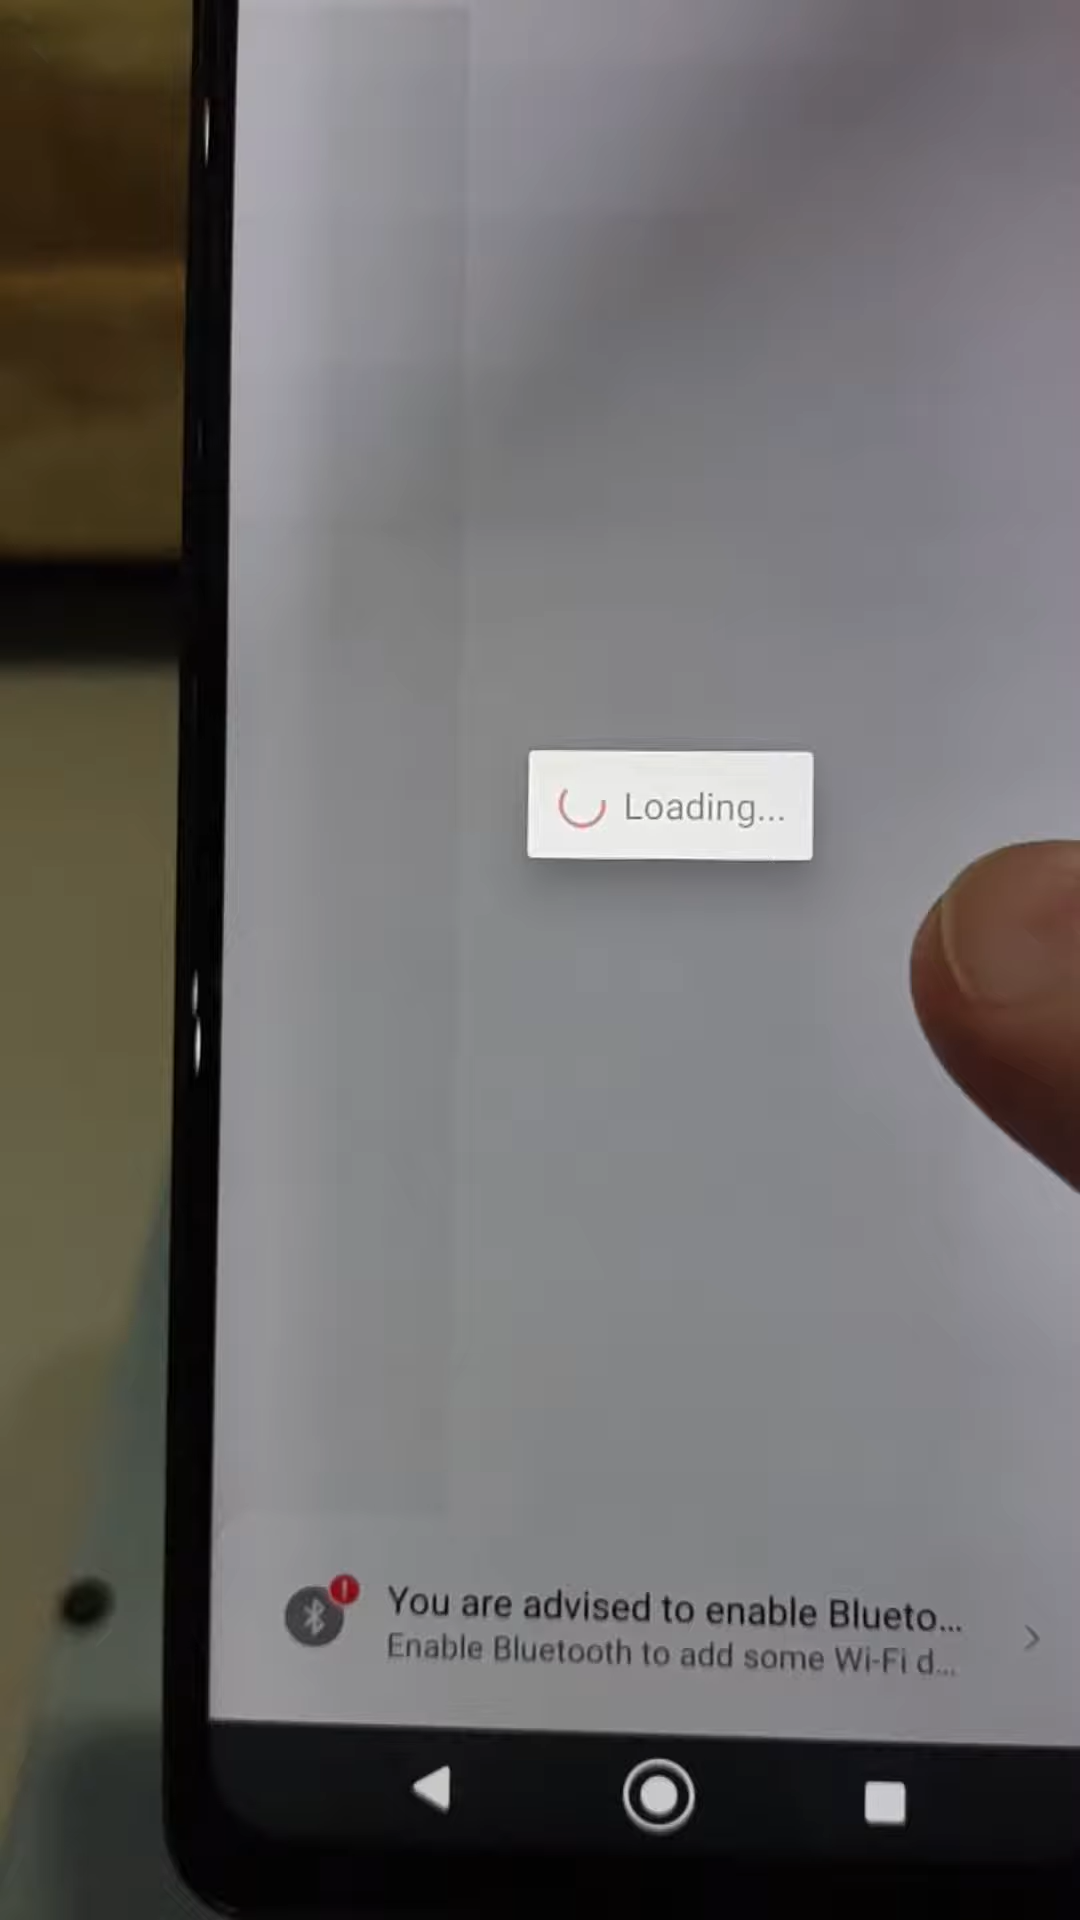 Loading...
You are advised to enable Blueto...
Enable Bluetooth to add some Wi-Fi d...